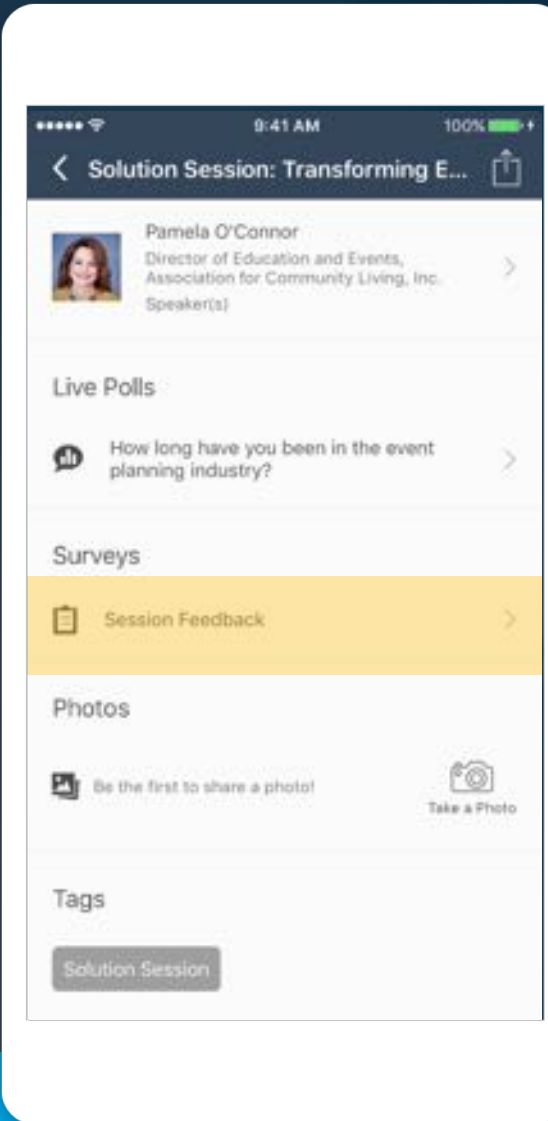 9:41 AM 100%
Solution Session: Transforming E...
Pamela O'Connor
Director of Education and Events,
Association for Community Living, Inc.
Speaker(s)
Live Polls
How long have you been in the event
planning industry?
Surveys
Session Feedback
Photos
Be the first to share a photo!
Take a Photo
Tags
Solution Session